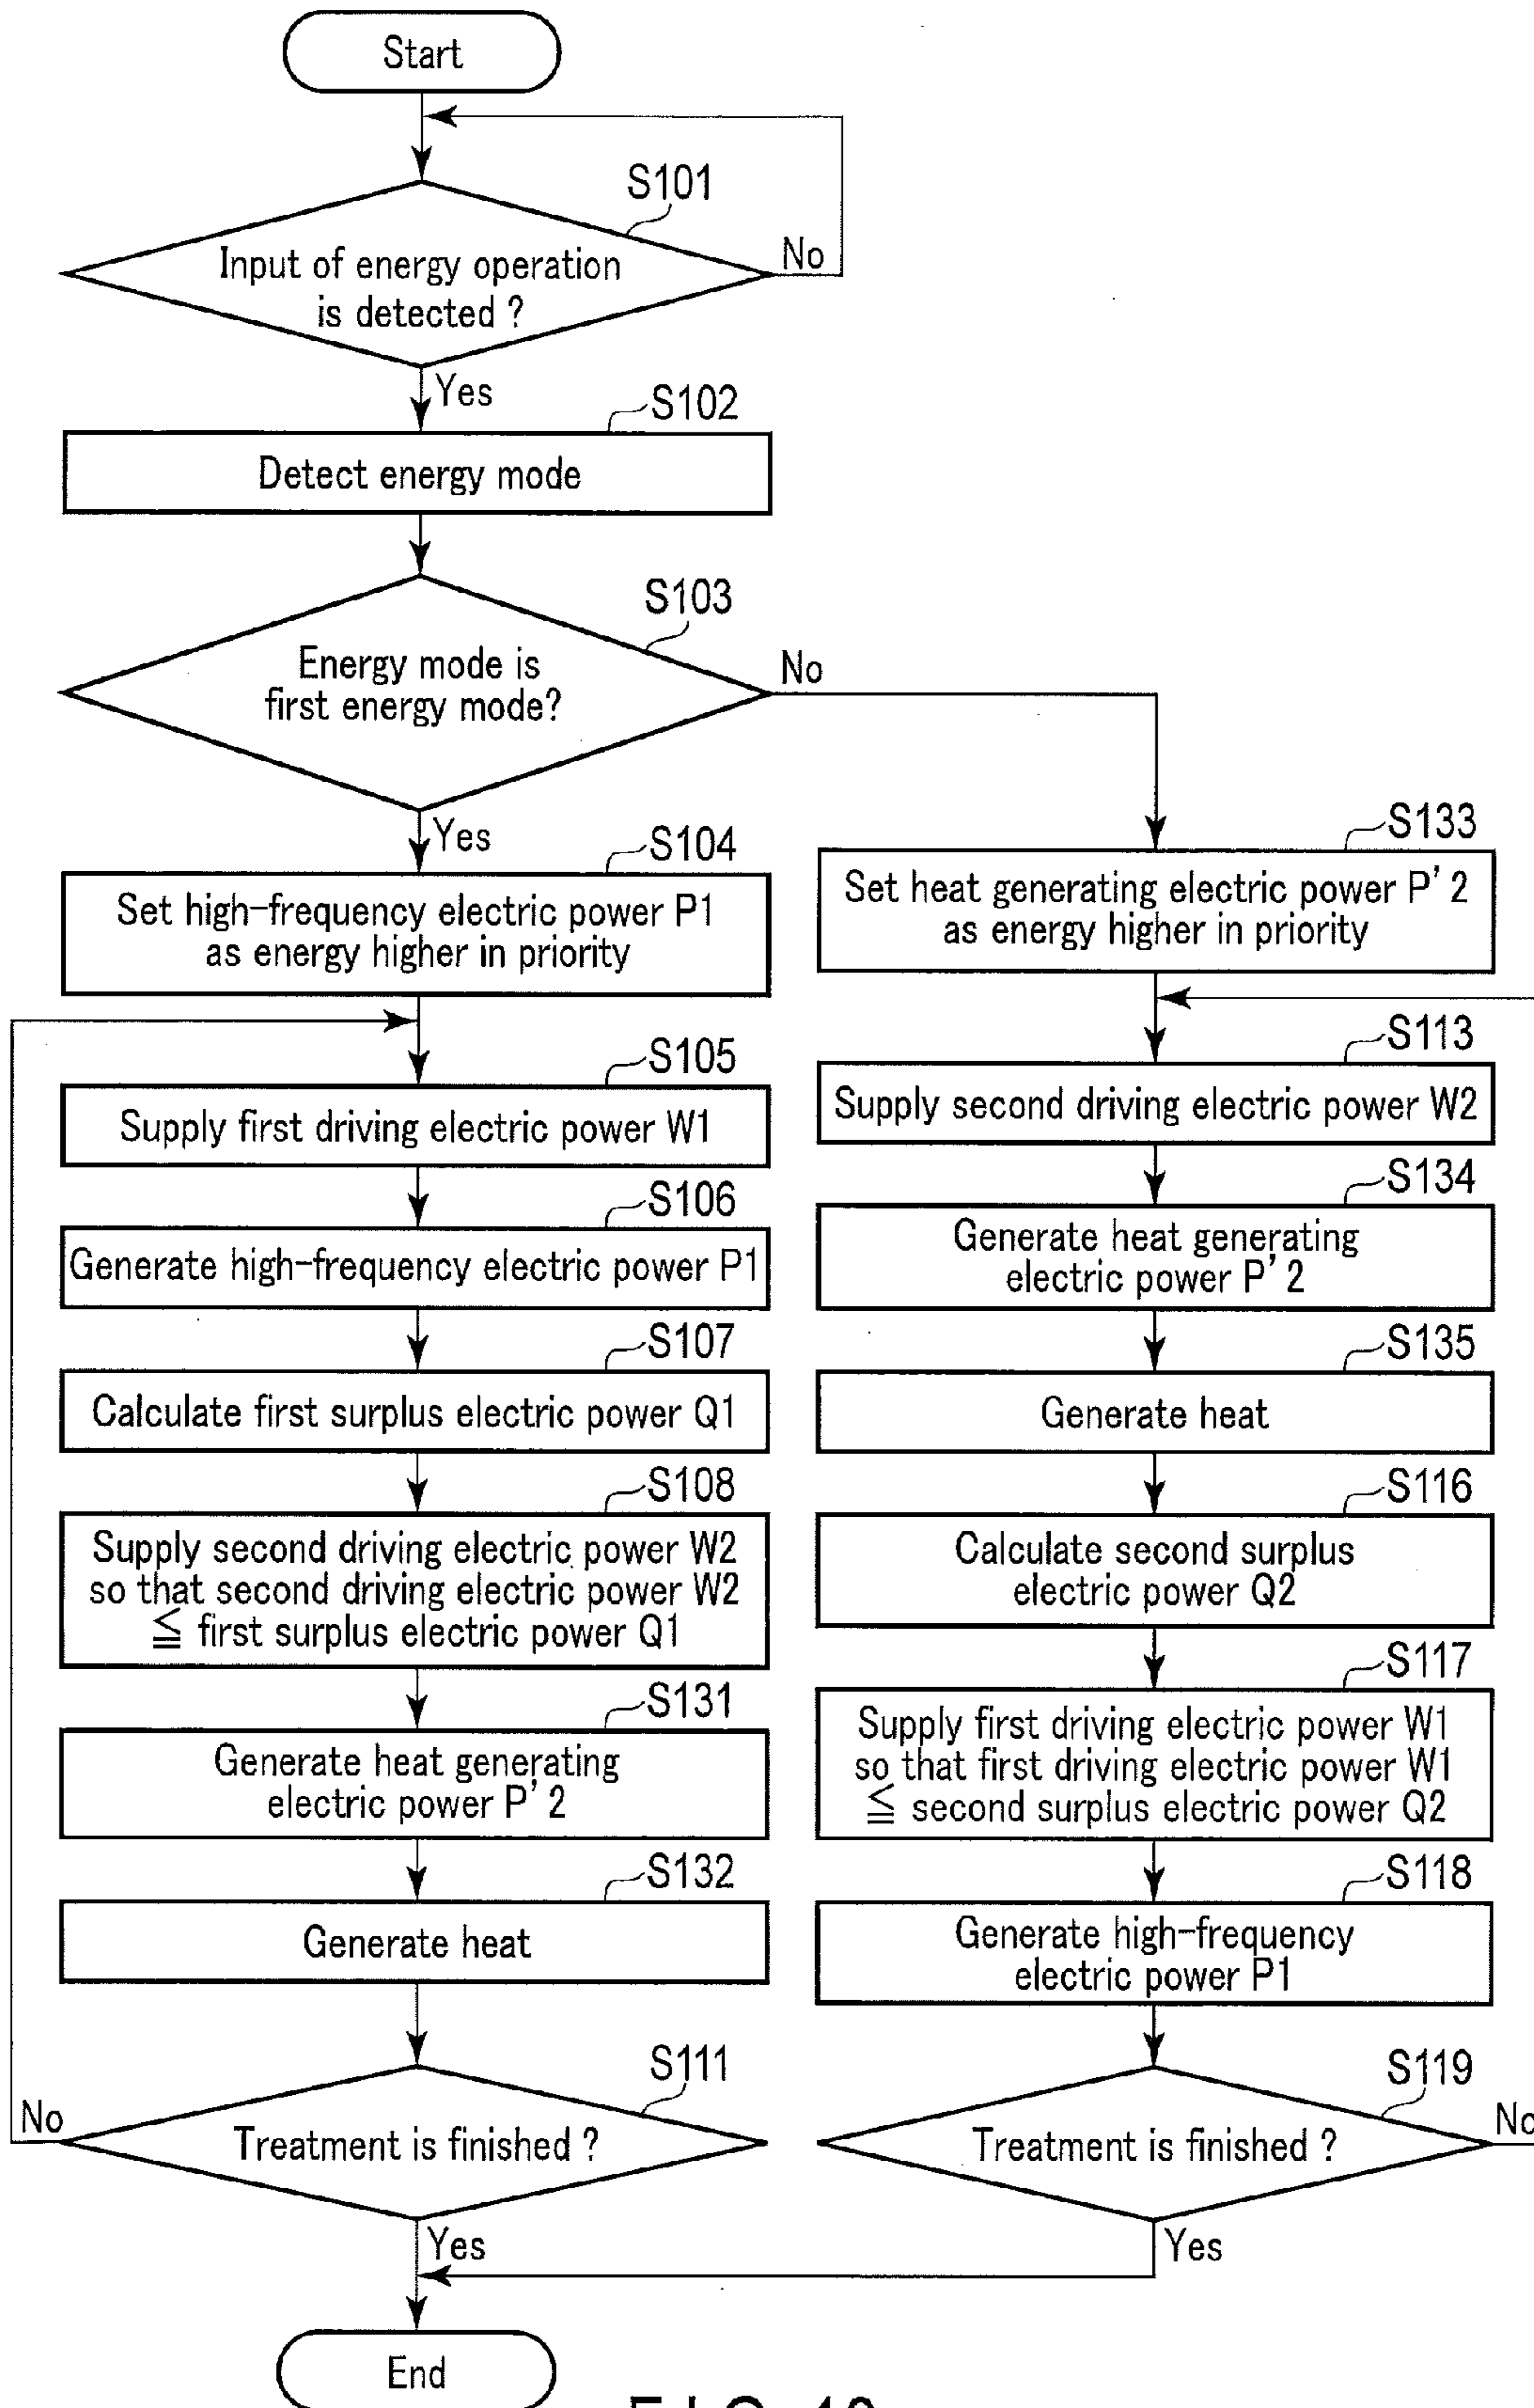 Start
S101
Input of energy operation
is detected ?
No
Yes
S102
Detect energy mode
S103
Energy mode is
first energy mode?
No
Yes
S104
Set high-frequency electric power P1
as energy higher in priority
S105
Supply first driving electric power W1
S106
Generate high-frequency electric power P1
S107
Calculate first surplus electric power Q1
S108
Supply second driving electric power W2
so that second driving electric power W2
≦ first surplus electric power Q1
S131
Generate heat generating
electric power P' 2
S132
Generate heat
S111
Treatment is finished ?
No
Yes
S133
Set heat generating electric power P' 2
as energy higher in priority
S113
Supply second driving electric power W2
S134
Generate heat generating
electric power P' 2
S135
Generate heat
S116
Calculate second surplus
electric power Q2
S117
Supply first driving electric power W1
so that first driving electric power W1
≦ second surplus electric power Q2
S118
Generate high-frequency
electric power P1
S119
Treatment is finished ?
No
Yes
End